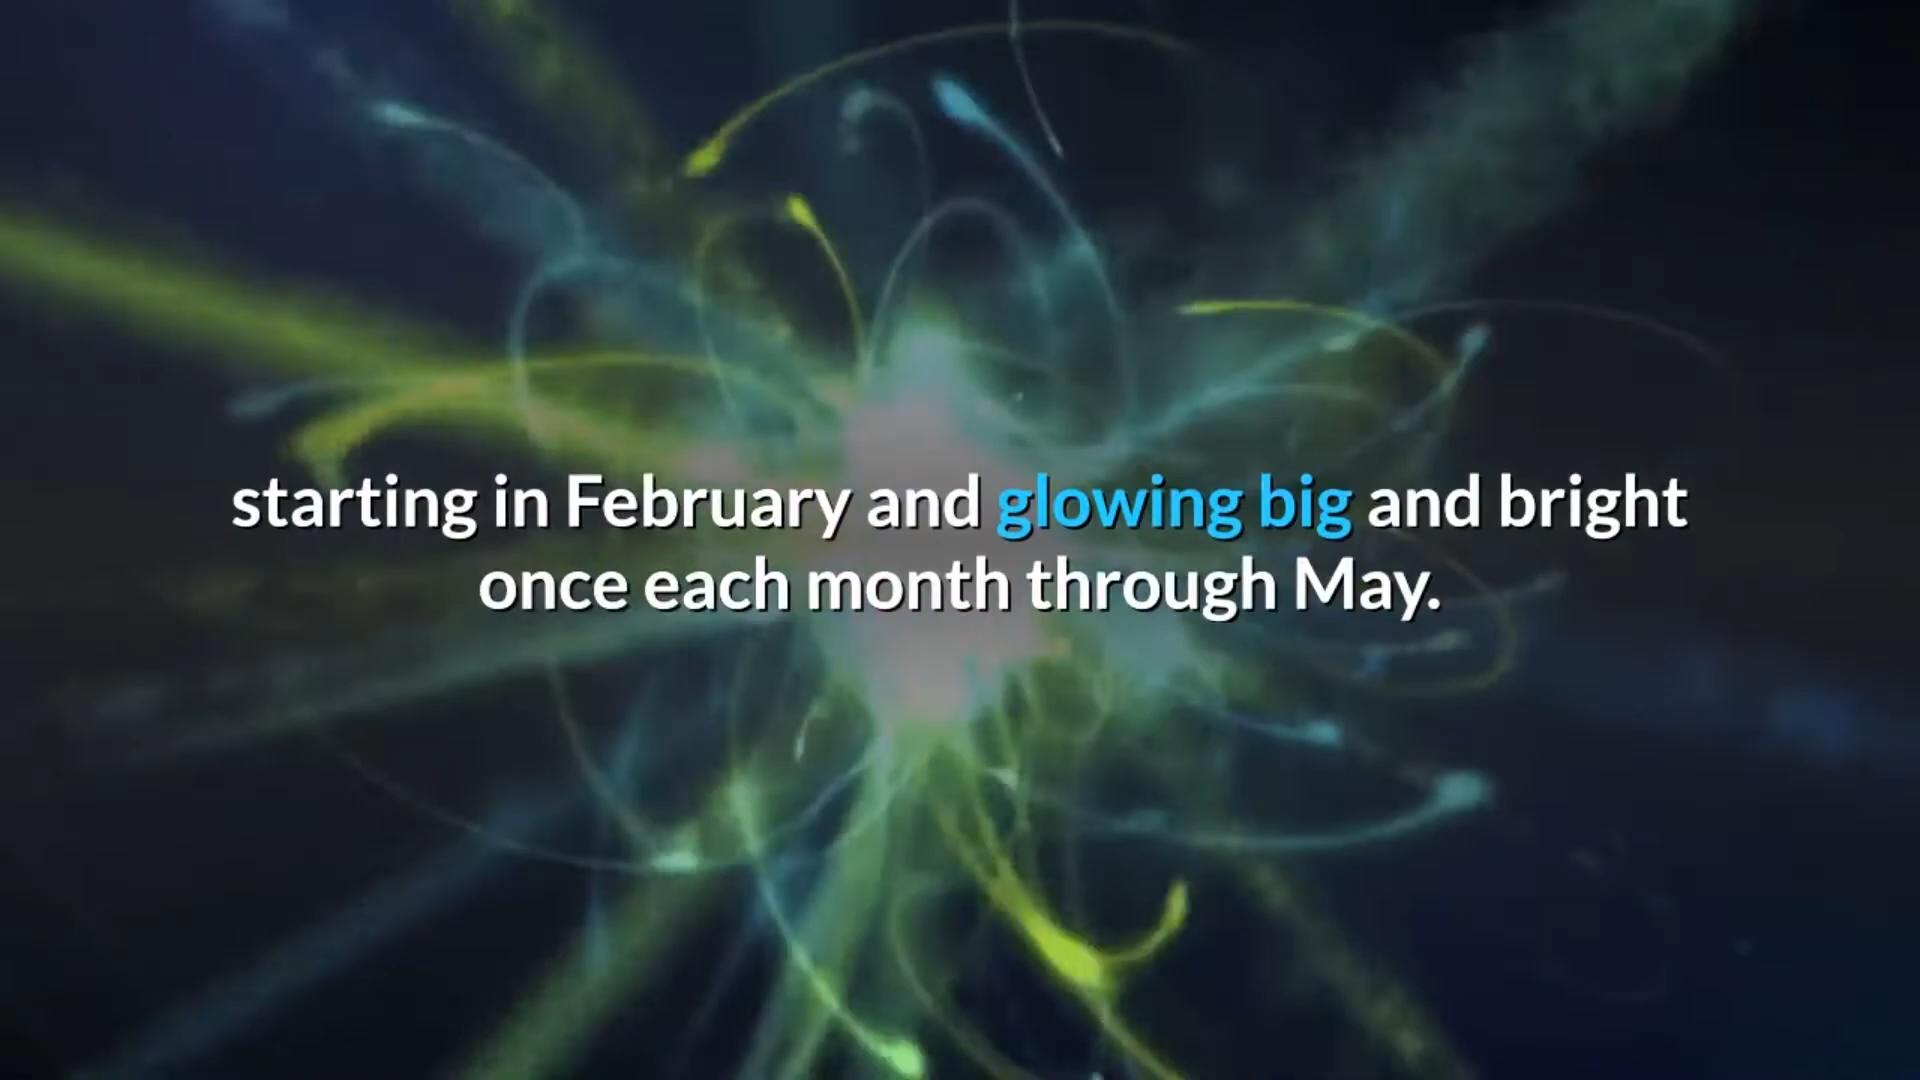 starting in February and glowing big and bright
once each month through May.